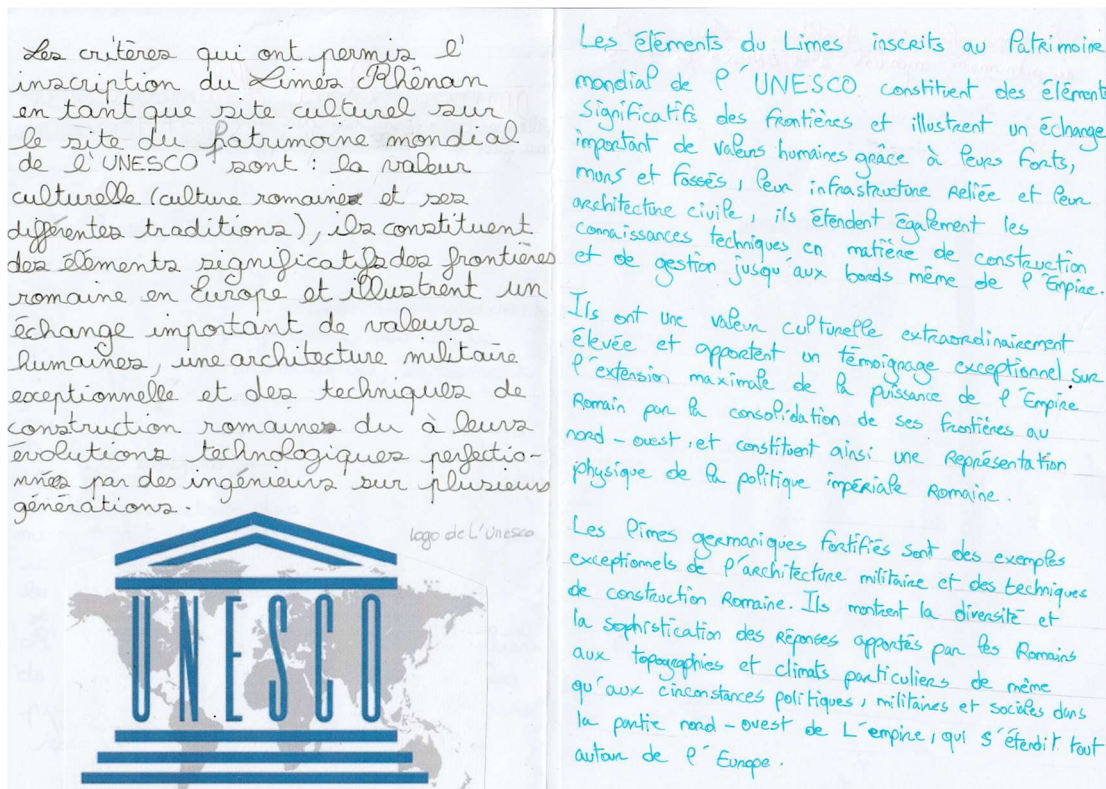 Les critères qui ont permis l'
inscription du Limes Rhénan
en tant que site culturel sur
le site du patrimoine mondial
de l'UNESCO sont : la valeur
culturelle (culture romaine et ses
différentes traditions), ils constituent
des éléments significatifs des frontières
romaine en Europe et illustrent un
échange important de valeurs
humaines, une architecture militaire
exceptionnelle et des techniques de
construction romaines du à leurs
évolutions technologiques perfectio-
nnées par des ingénieurs sur plusieurs
générations.
logo de L'Unesco
UNESCO
Les éléments du Limes inscrits au Patrimoine
mondial de l'UNESCO constituent des élément
significatifs des frontières et illustrent un échange
important de valeurs humaines grâce à leurs forts,
murs et fossés, leur infrastructure reliée et leur
architecture civile, ils étendent également les
connaissances techniques en matière de construction
et de gestion jusqu'aux bords même de l'Empire.
Ils ont une valeur culturelle extraordinairement
élevée et apportent un témoignage exceptionnel sur
l'extension maximale de la puissance de l'Empire
Romain par la consolidation de ses frontières au
nord-ouest, et constituent ainsi une représentation
physique de la politique impériale Romaine.
Les limes germaniques fortifiés sont des exemples
exceptionnels de l'architecture militaire et des techniques
de construction Romaine. Ils montrent la diversité et
la sophistication des réponses apportés par les Romains
aux topographies et climats particuliers de même
qu'aux circonstances politiques, militaires et sociales dans
la partie nord-ouest de L'empire, qui s'étendit tout
autour de l'Europe.